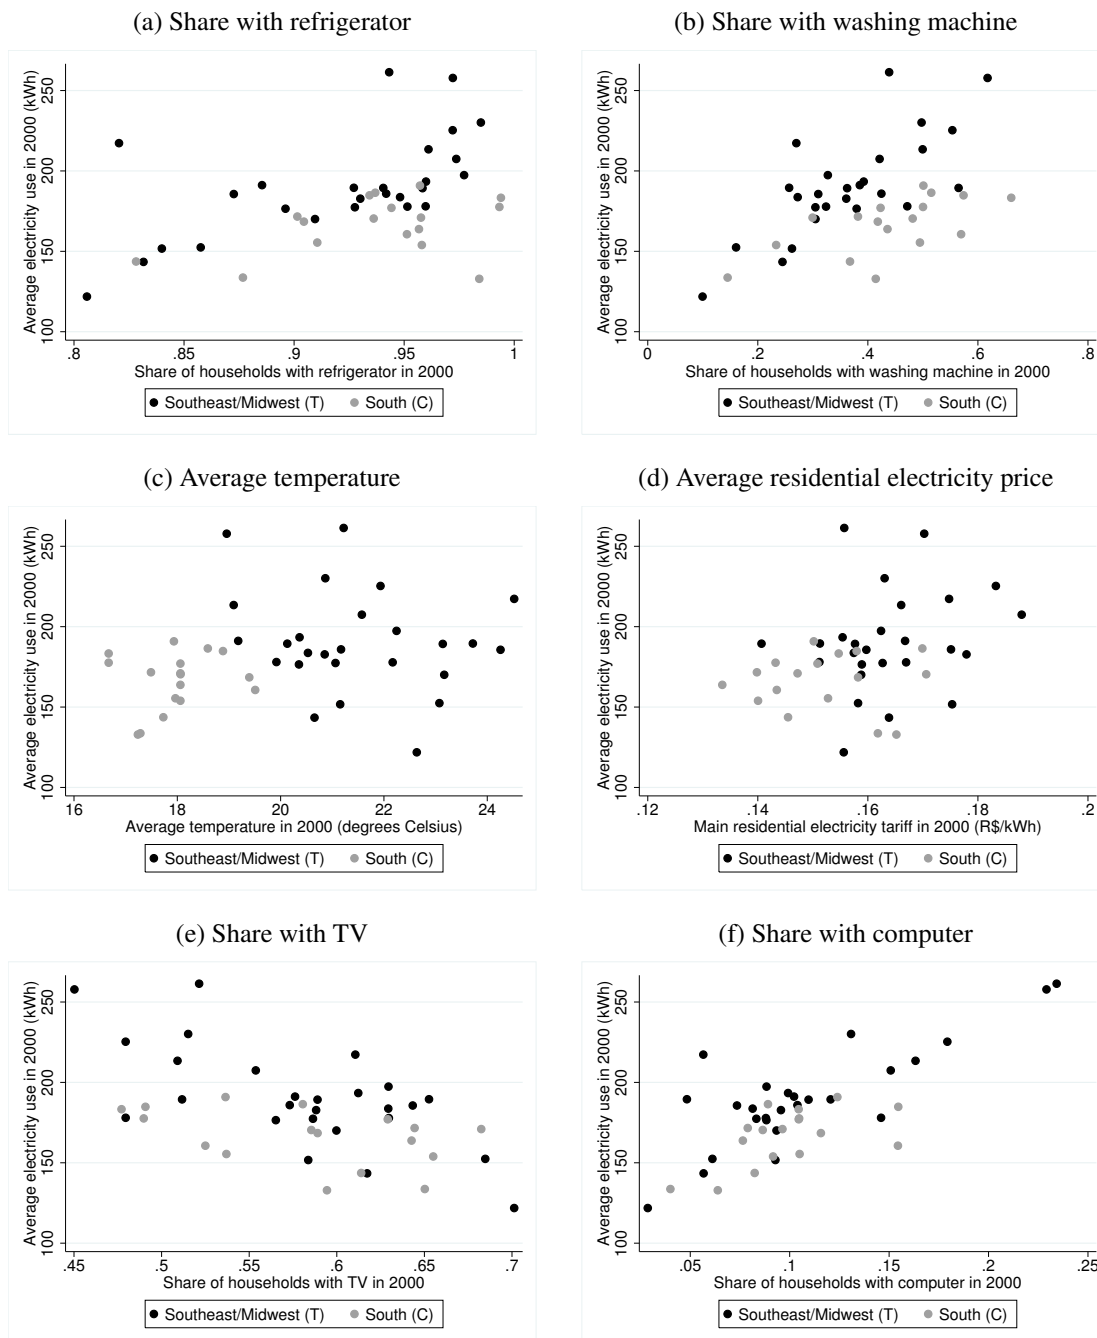 (a) Share with refrigerator
Average electricity use in 2000 (kWh)
250
200
150
100
.8 .85 .9 .95 1
Share of households with refrigerator in 2000
Southeast/Midwest (T) South (C)
(b) Share with washing machine
Average electricity use in 2000 (kWh)
250
200
150
100
0 .2 .4 .6 .8
Share of households with washing machine in 2000
Southeast/Midwest (T) South (C)
(c) Average temperature
Average electricity use in 2000 (kWh)
250
200
150
100
16 18 20 22 24
Average temperature in 2000 (degrees Celsius)
Southeast/Midwest (T) South (C)
(d) Average residential electricity price
Average electricity use in 2000 (kWh)
250
200
150
100
.12 .14 .16 .18 .2
Main residential electricity tariff in 2000 (R$/kWh)
Southeast/Midwest (T) South (C)
(e) Share with TV
Average electricity use in 2000 (kWh)
250
200
150
100
.45 .5 .55 .6 .65 .7
Share of households with TV in 2000
Southeast/Midwest (T) South (C)
(f) Share with computer
Average electricity use in 2000 (kWh)
250
200
150
100
.05 .1 .15 .2 .25
Share of households with computer in 2000
Southeast/Midwest (T) South (C)